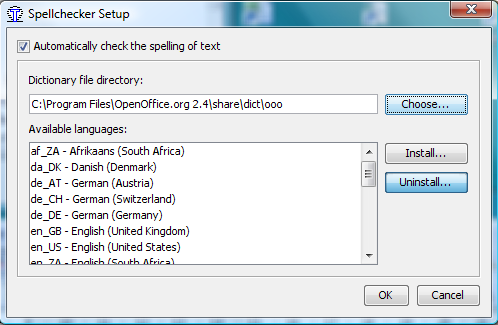 Spellchecker Setup
Automatically check the spelling of text
Dictionary file directory:
C:\Program Files\OpenOffice.org 2.4\share\dict\ooo
Choose...
Available languages:
af_ZA - Afrikaans (South Africa)
da_DK - Danish (Denmark)
de_AT - German (Austria)
de_CH - German (Switzerland)
de_DE - German (Germany)
en_GB - English (United Kingdom)
en_US - English (United States)
en_ZA - English (South Africa)
Install...
Uninstall...
OK
Cancel